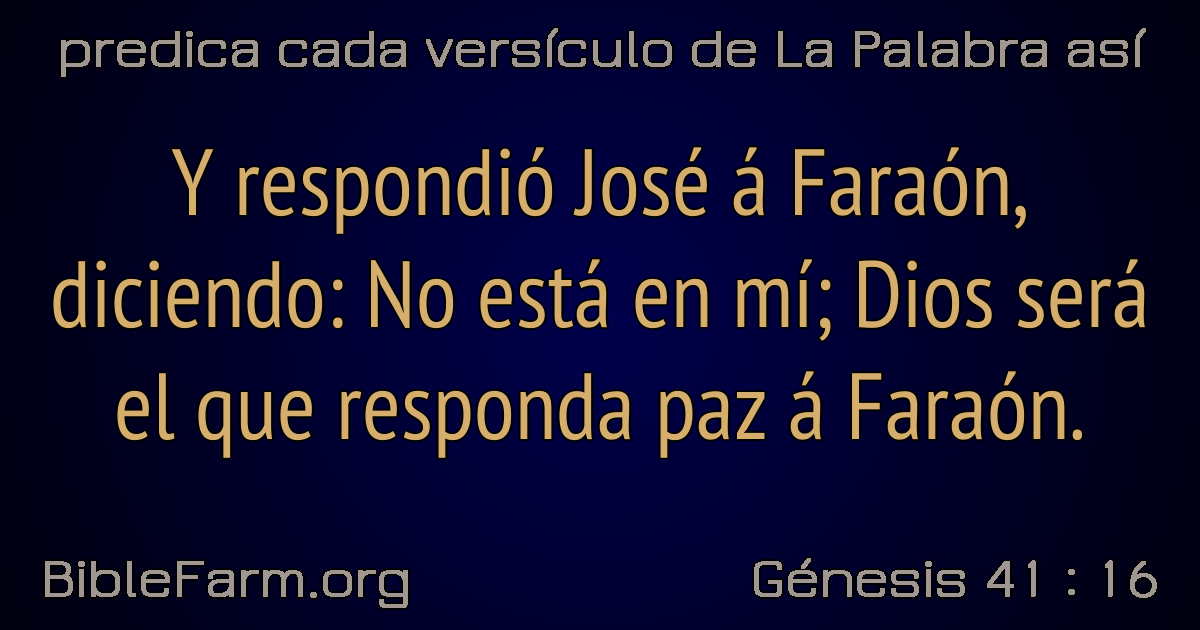 predica cada versículo de La Palabra así
Y respondió José á Faraón,
diciendo: No está en mí; Dios será
el que responda paz á Faraón.
BibleFarm.org
Génesis 41 : 16